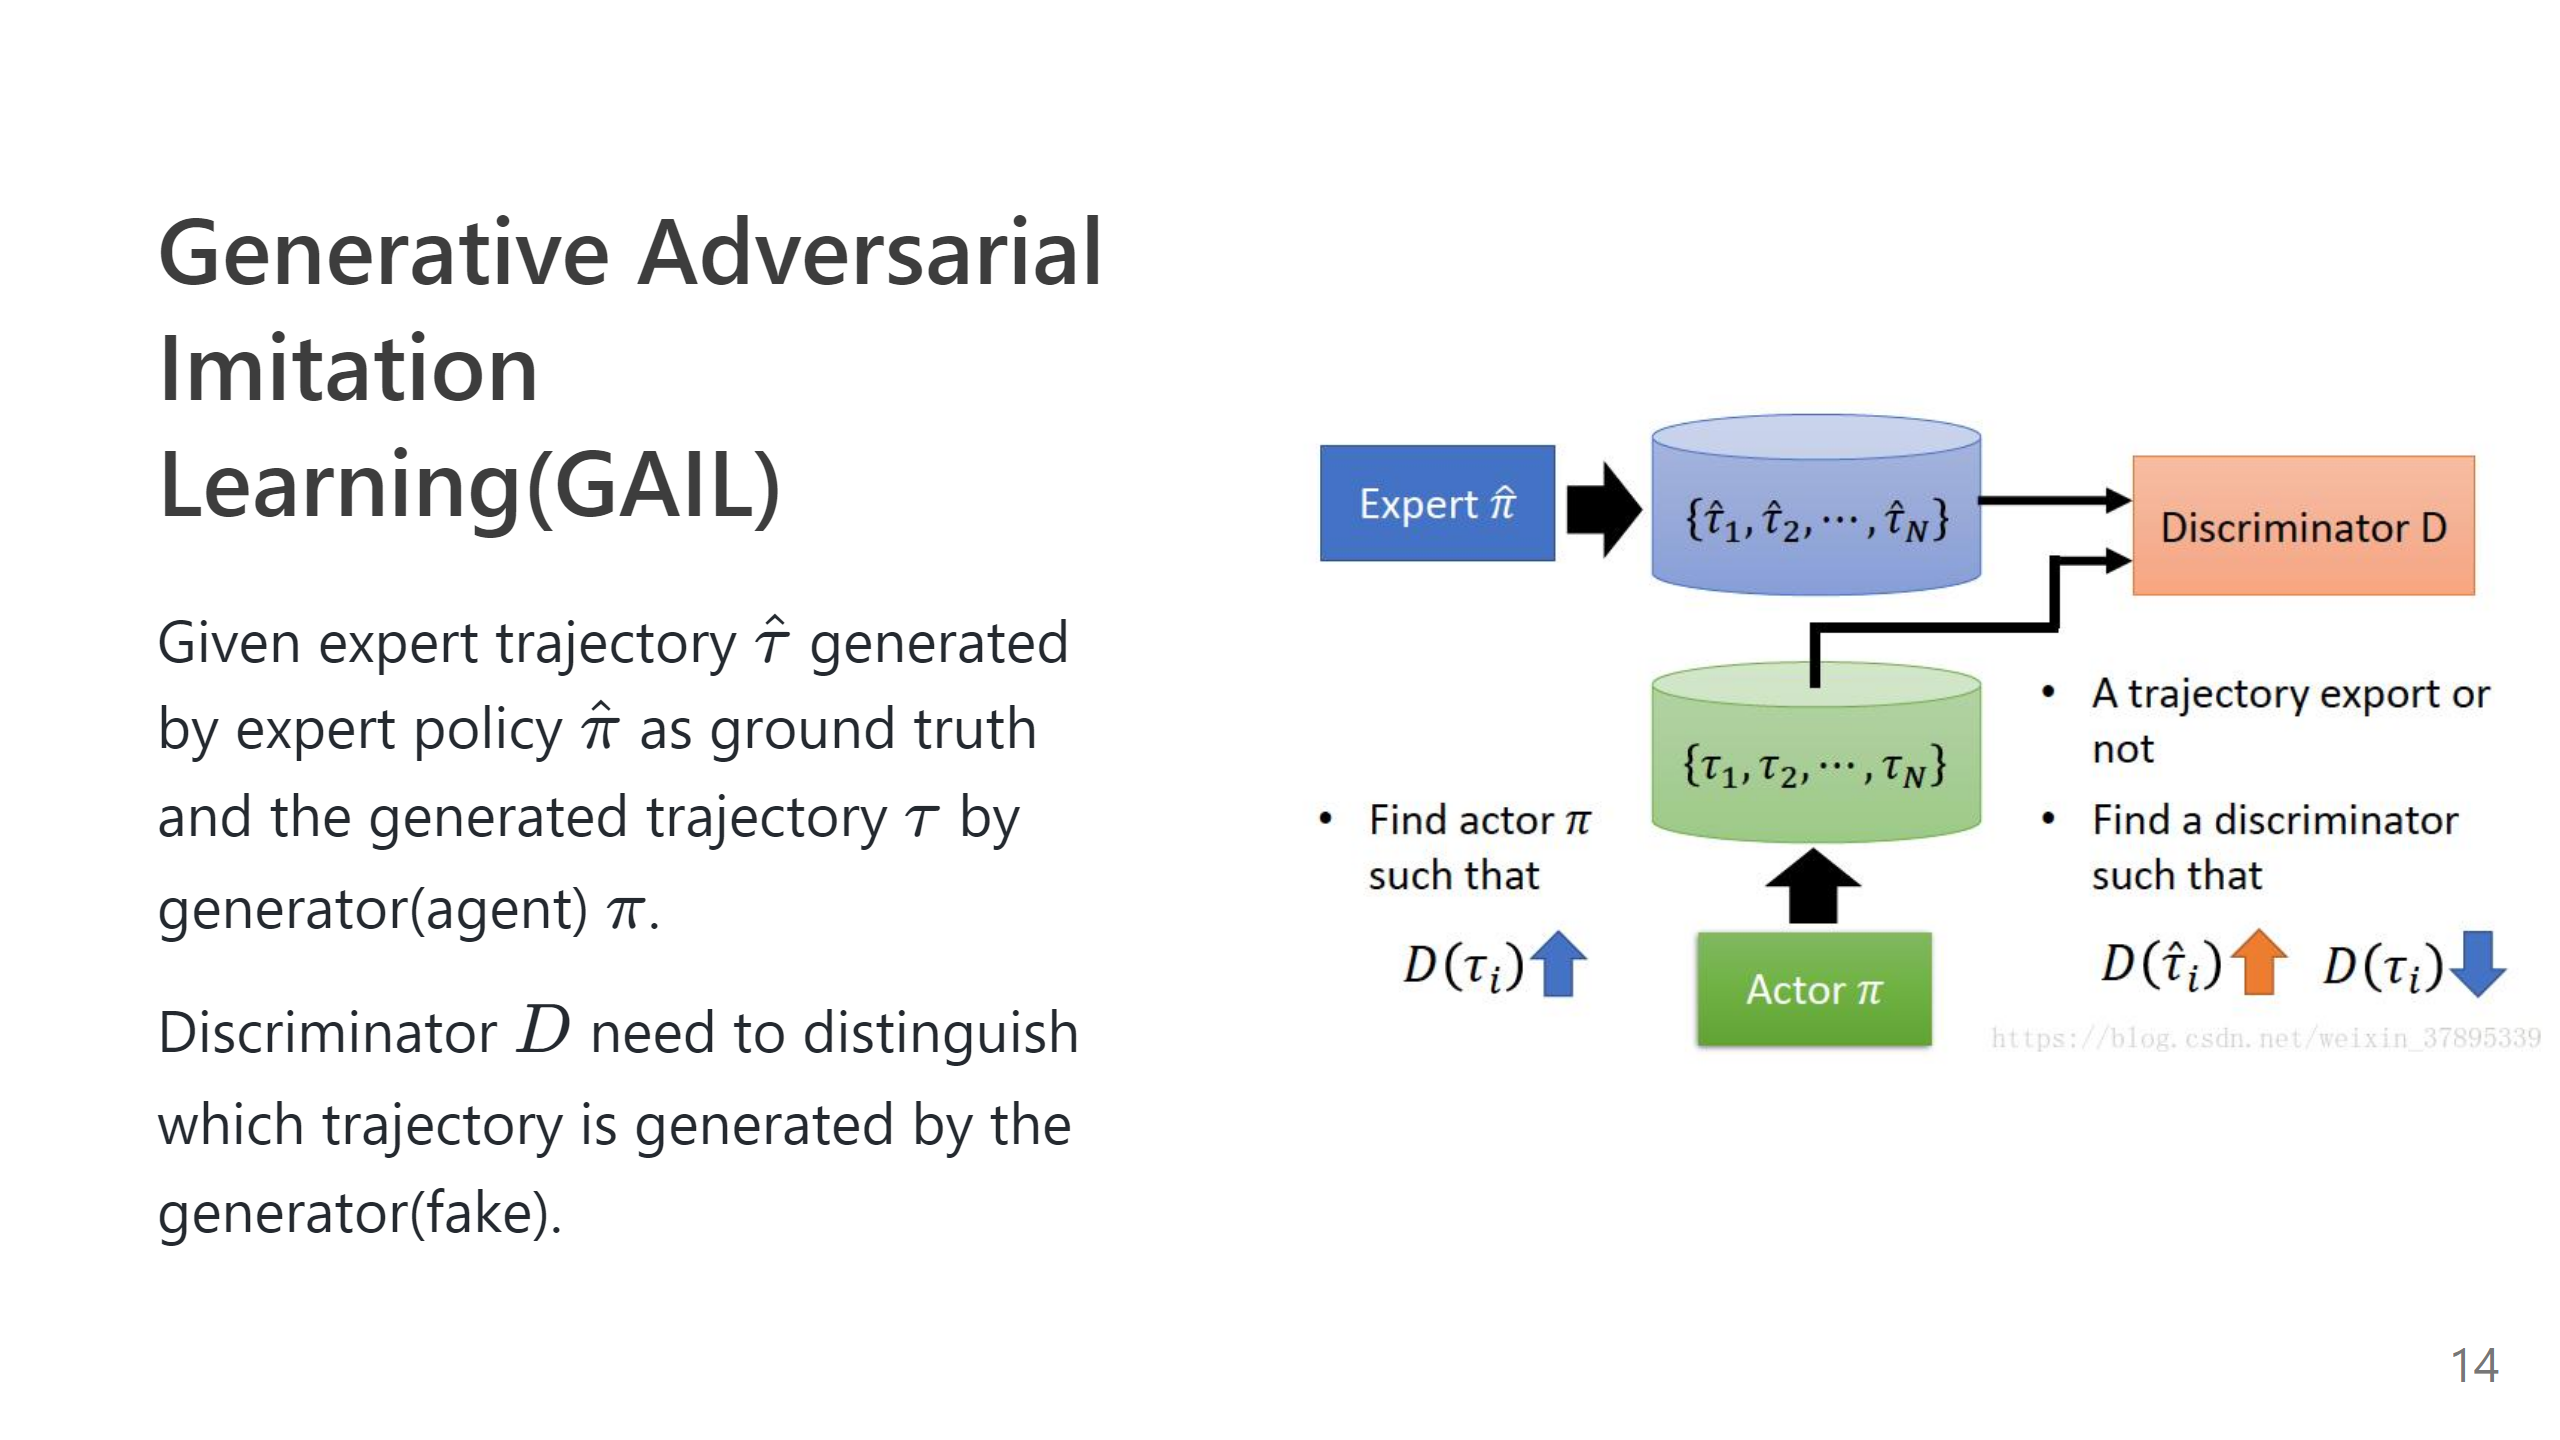 Generative Adversarial
Imitation
Learning(GAIL)
Given expert trajectory τ̂ generated
by expert policy π̂ as ground truth
and the generated trajectory τ by
generator(agent) π.
Discriminator D need to distinguish
which trajectory is generated by the
generator(fake).
Expert π̂
{τ̂₁, τ̂₂, ⋯ , τ̂_N}
Discriminator D
{τ₁, τ₂, ⋯ , τ_N}
Actor π
• Find actor π
such that
D(τᵢ)
• A trajectory export or
not
• Find a discriminator
such that
D(τ̂ᵢ) D(τᵢ)
https://blog.csdn.net/weixin_37895339
14